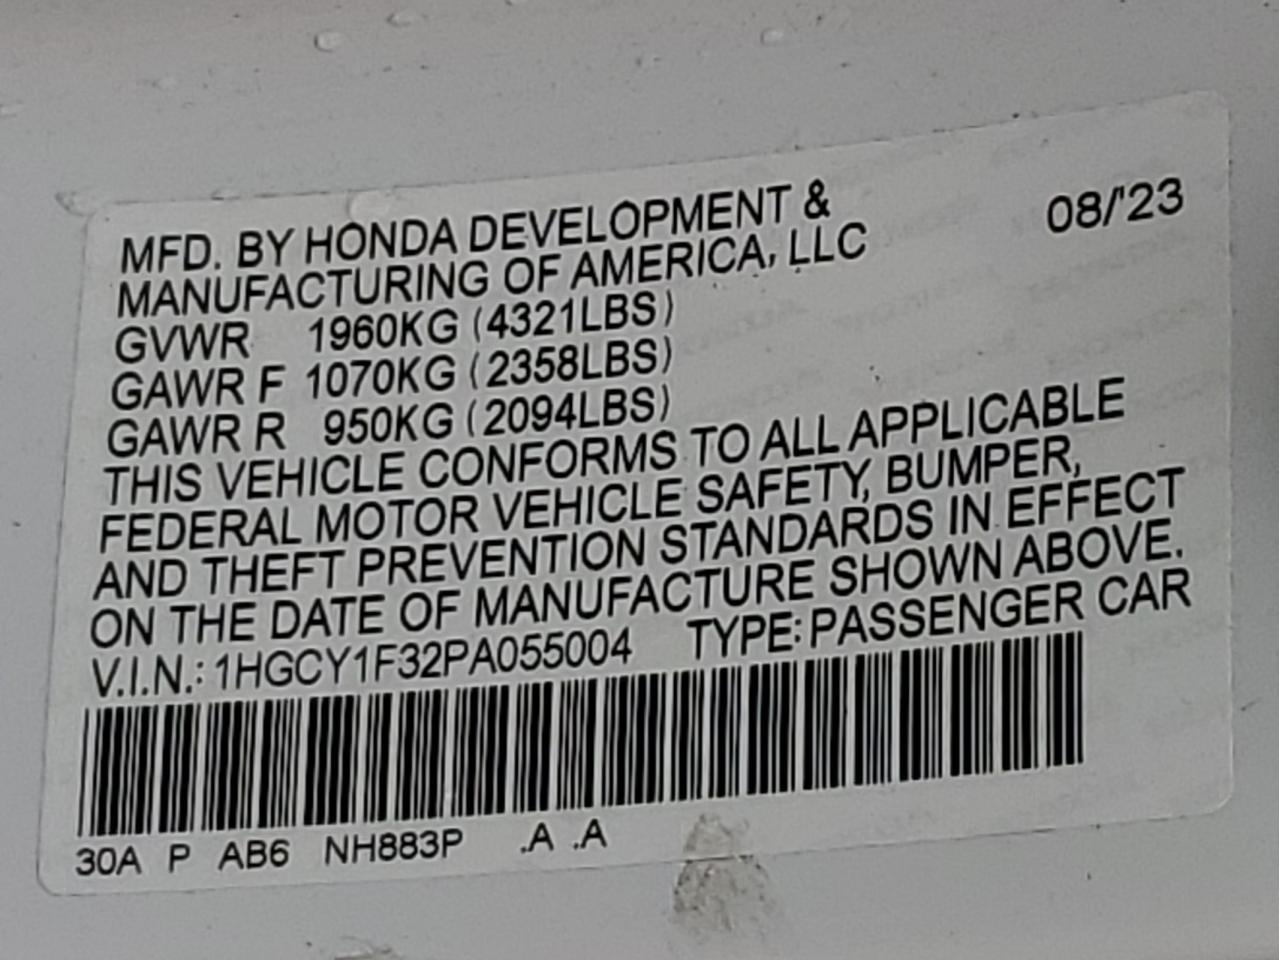 MFD. BY HONDA DEVELOPMENT & 08/'23
MANUFACTURING OF AMERICA, LLC
GVWR 1960KG (4321LBS)
GAWR F 1070KG (2358LBS)
GAWR R 950KG (2094LBS)
THIS VEHICLE CONFORMS TO ALL APPLICABLE
FEDERAL MOTOR VEHICLE SAFETY, BUMPER,
AND THEFT PREVENTION STANDARDS IN EFFECT
ON THE DATE OF MANUFACTURE SHOWN ABOVE.
V.I.N.: 1HGCY1F32PA055004 TYPE: PASSENGER CAR
30A P AB6 NH883P .A .A